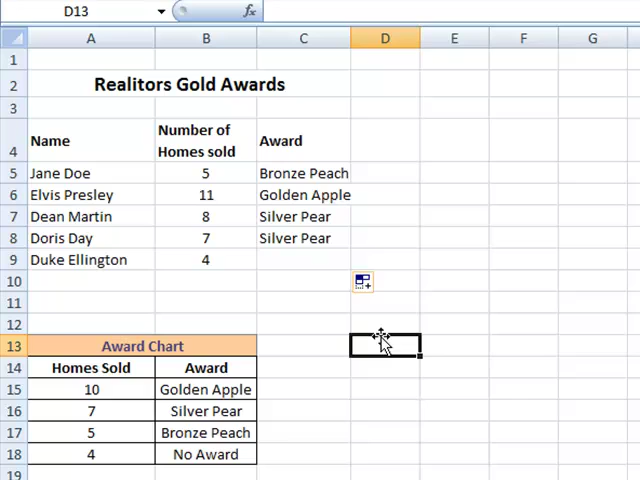 D13 fx
A B C D E F G
1
2 Realitors Gold Awards
3
Number of
4 Name Homes sold Award
5 Jane Doe 5 Bronze Peach
6 Elvis Presley 11 Golden Apple
7 Dean Martin 8 Silver Pear
8 Doris Day 7 Silver Pear
9 Duke Ellington 4
10
11
12
13 Award Chart
14 Homes Sold Award
15 10 Golden Apple
16 7 Silver Pear
17 5 Bronze Peach
18 4 No Award
19